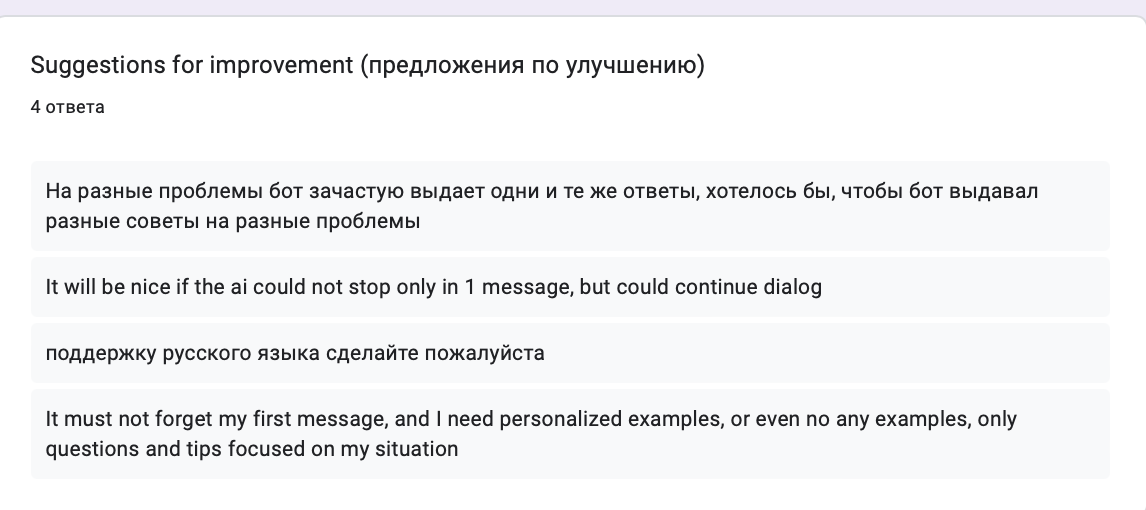 Suggestions for improvement (предложения по улучшению)
4 ответа
На разные проблемы бот зачастую выдает одни и те же ответы, хотелось бы, чтобы бот выдавал
разные советы на разные проблемы
It will be nice if the ai could not stop only in 1 message, but could continue dialog
поддержку русского языка сделайте пожалуйста
It must not forget my first message, and I need personalized examples, or even no any examples, only
questions and tips focused on my situation